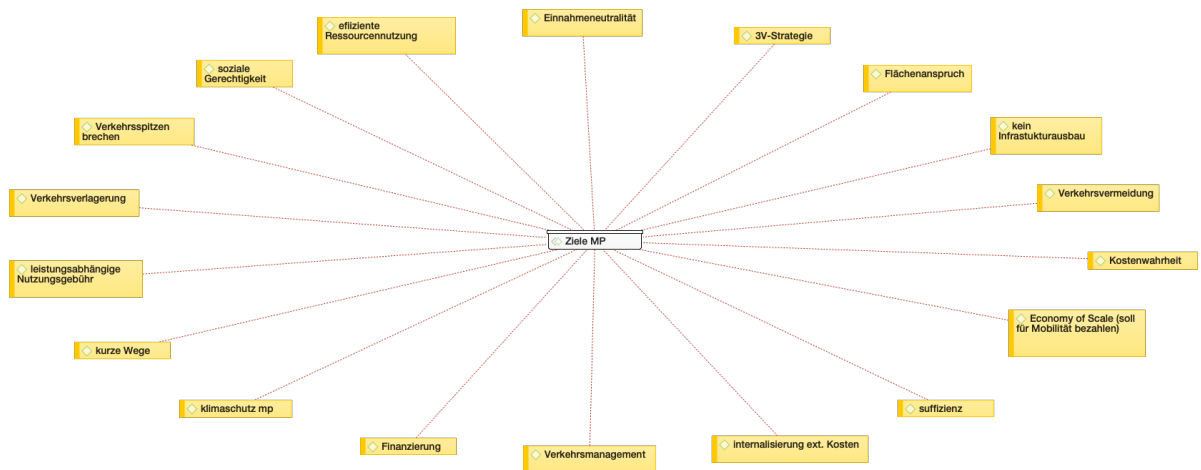 Einnahmeneutralität
efiiziente
Ressourcennutzung
3V-Strategie
soziale
Gerechtigkeit
Flächenanspruch
Verkehrsspitzen
brechen
kein
Infrastukturausbau
Verkehrsverlagerung
Verkehrsvermeidung
Ziele MP
leistungsabhängige
Nutzungsgebühr
Kostenwahrheit
Economy of Scale (soll
für Mobilität bezahlen)
kurze Wege
klimaschutz mp
suffizienz
Finanzierung
internalisierung ext. Kosten
Verkehrsmanagement